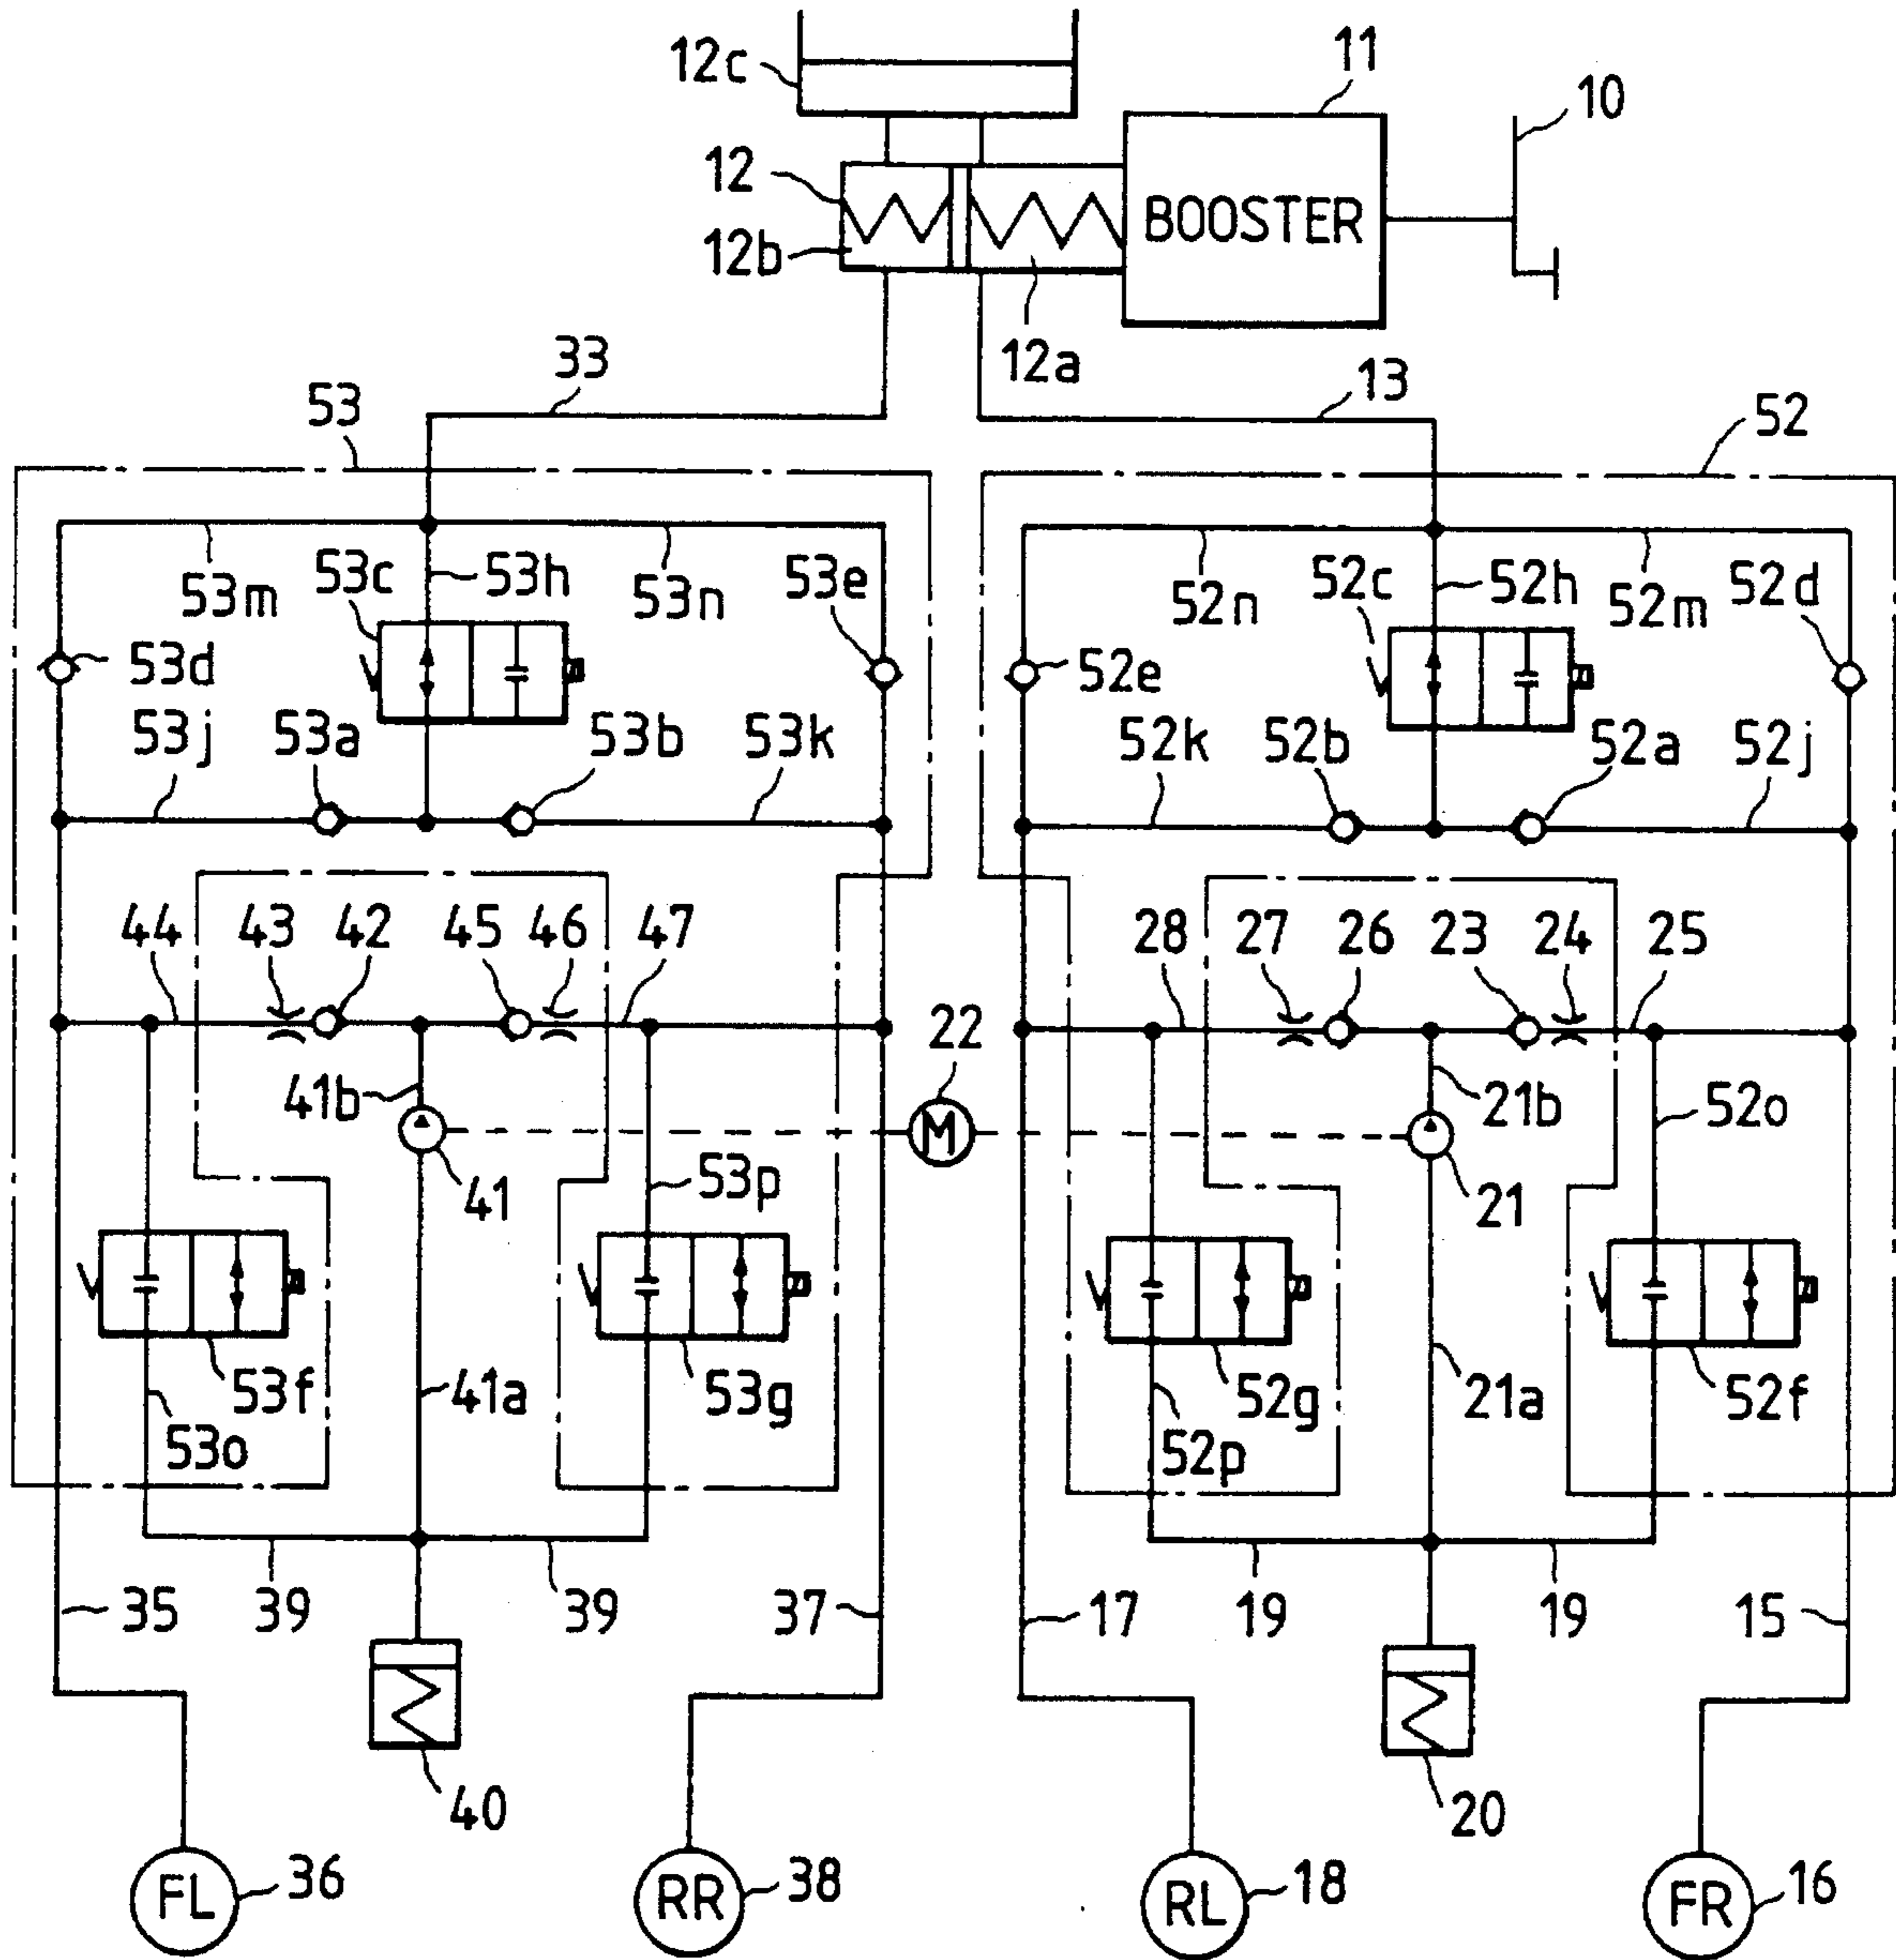 12c
11
10
12
12b
BOOSTER
12a
33
13
53
52
53m
53c
53h
53n
53e
52n
52c
52h
52m
52d
53d
52e
53j
53a
53b
53k
52k
52b
52a
52j
44
43
42
45
46
47
28
27
26
23
24
25
22
41b
M
21b
52o
41
53p
21
53f
41a
53g
52g
21a
52f
53o
52p
35
39
39
37
17
19
19
15
40
20
FL
36
RR
38
RL
18
FR
16